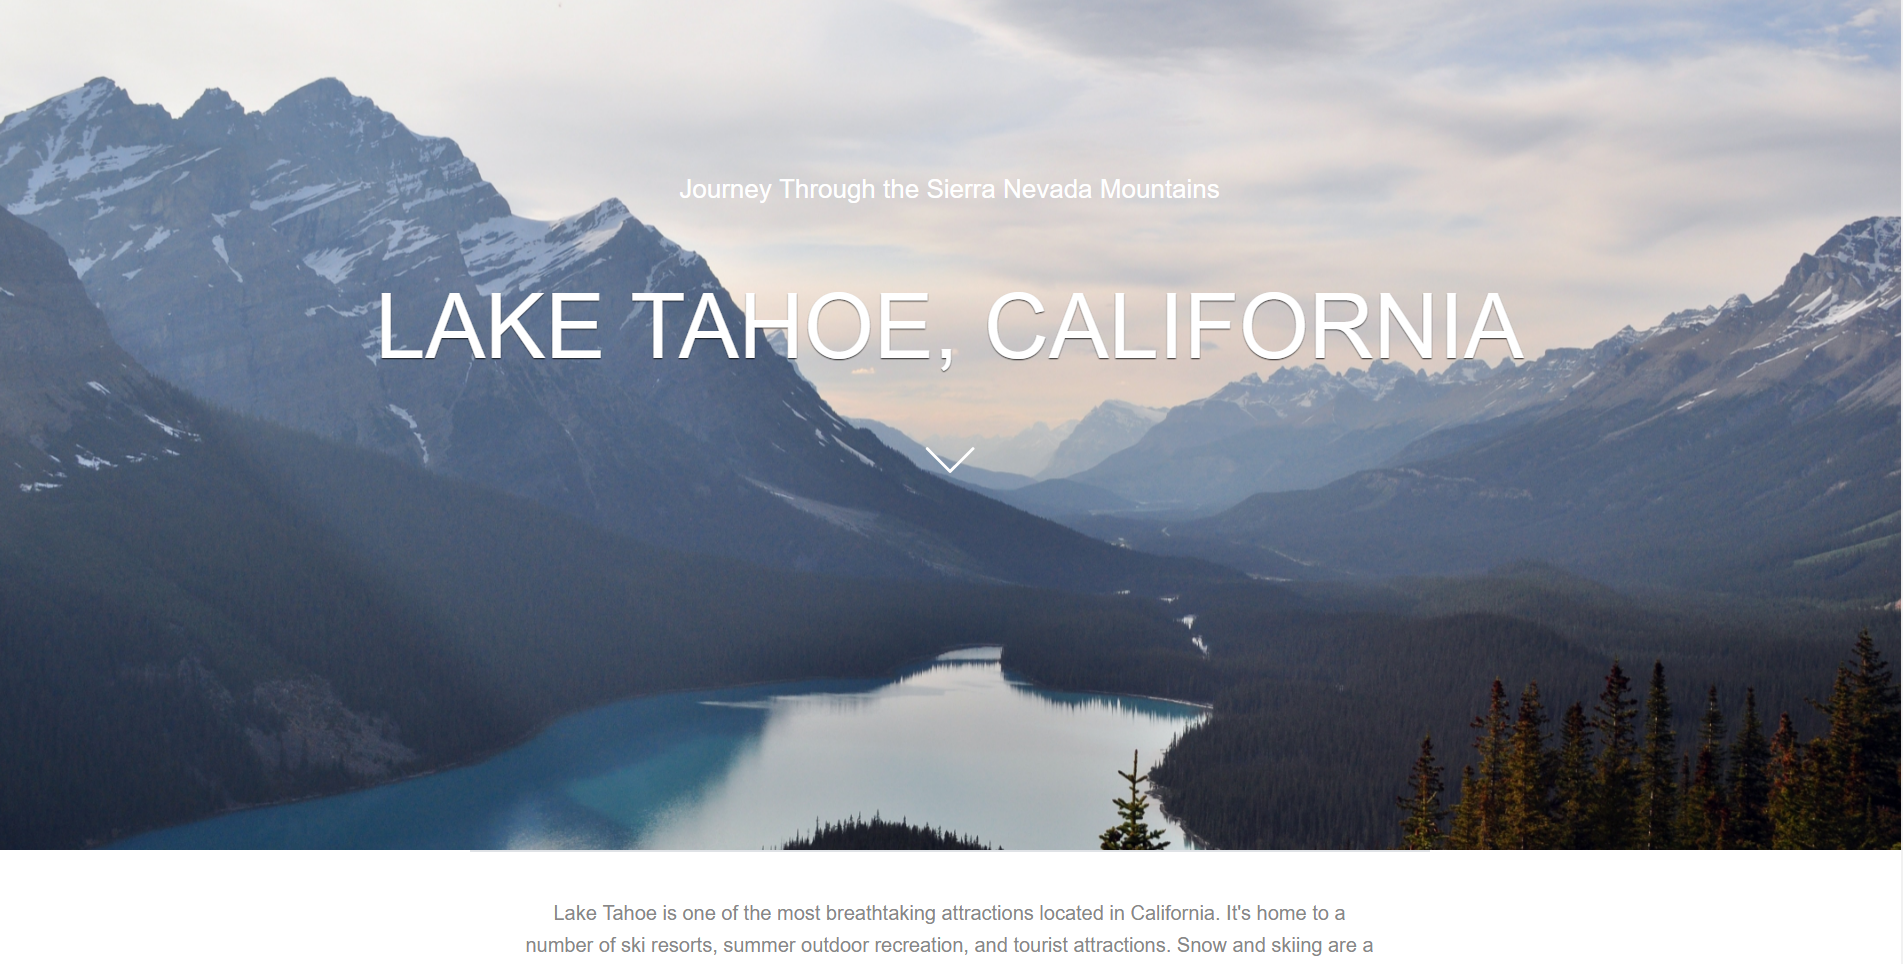 Journey Through the Sierra Nevada Mountains
LAKE TAHOE, CALIFORNIA
Lake Tahoe is one of the most breathtaking attractions located in California. It's home to a
number of ski resorts, summer outdoor recreation, and tourist attractions. Snow and skiing are a